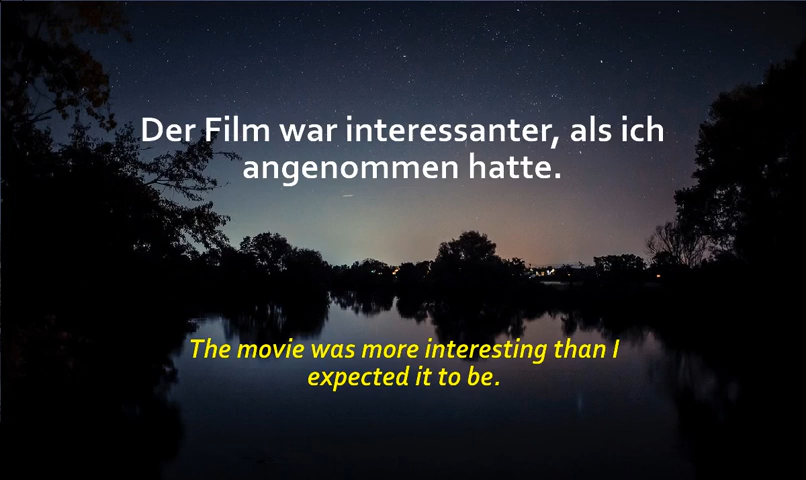 Der Film war interessanter, als ich
angenommen hatte.
The movie was more interesting than I
expected it to be.